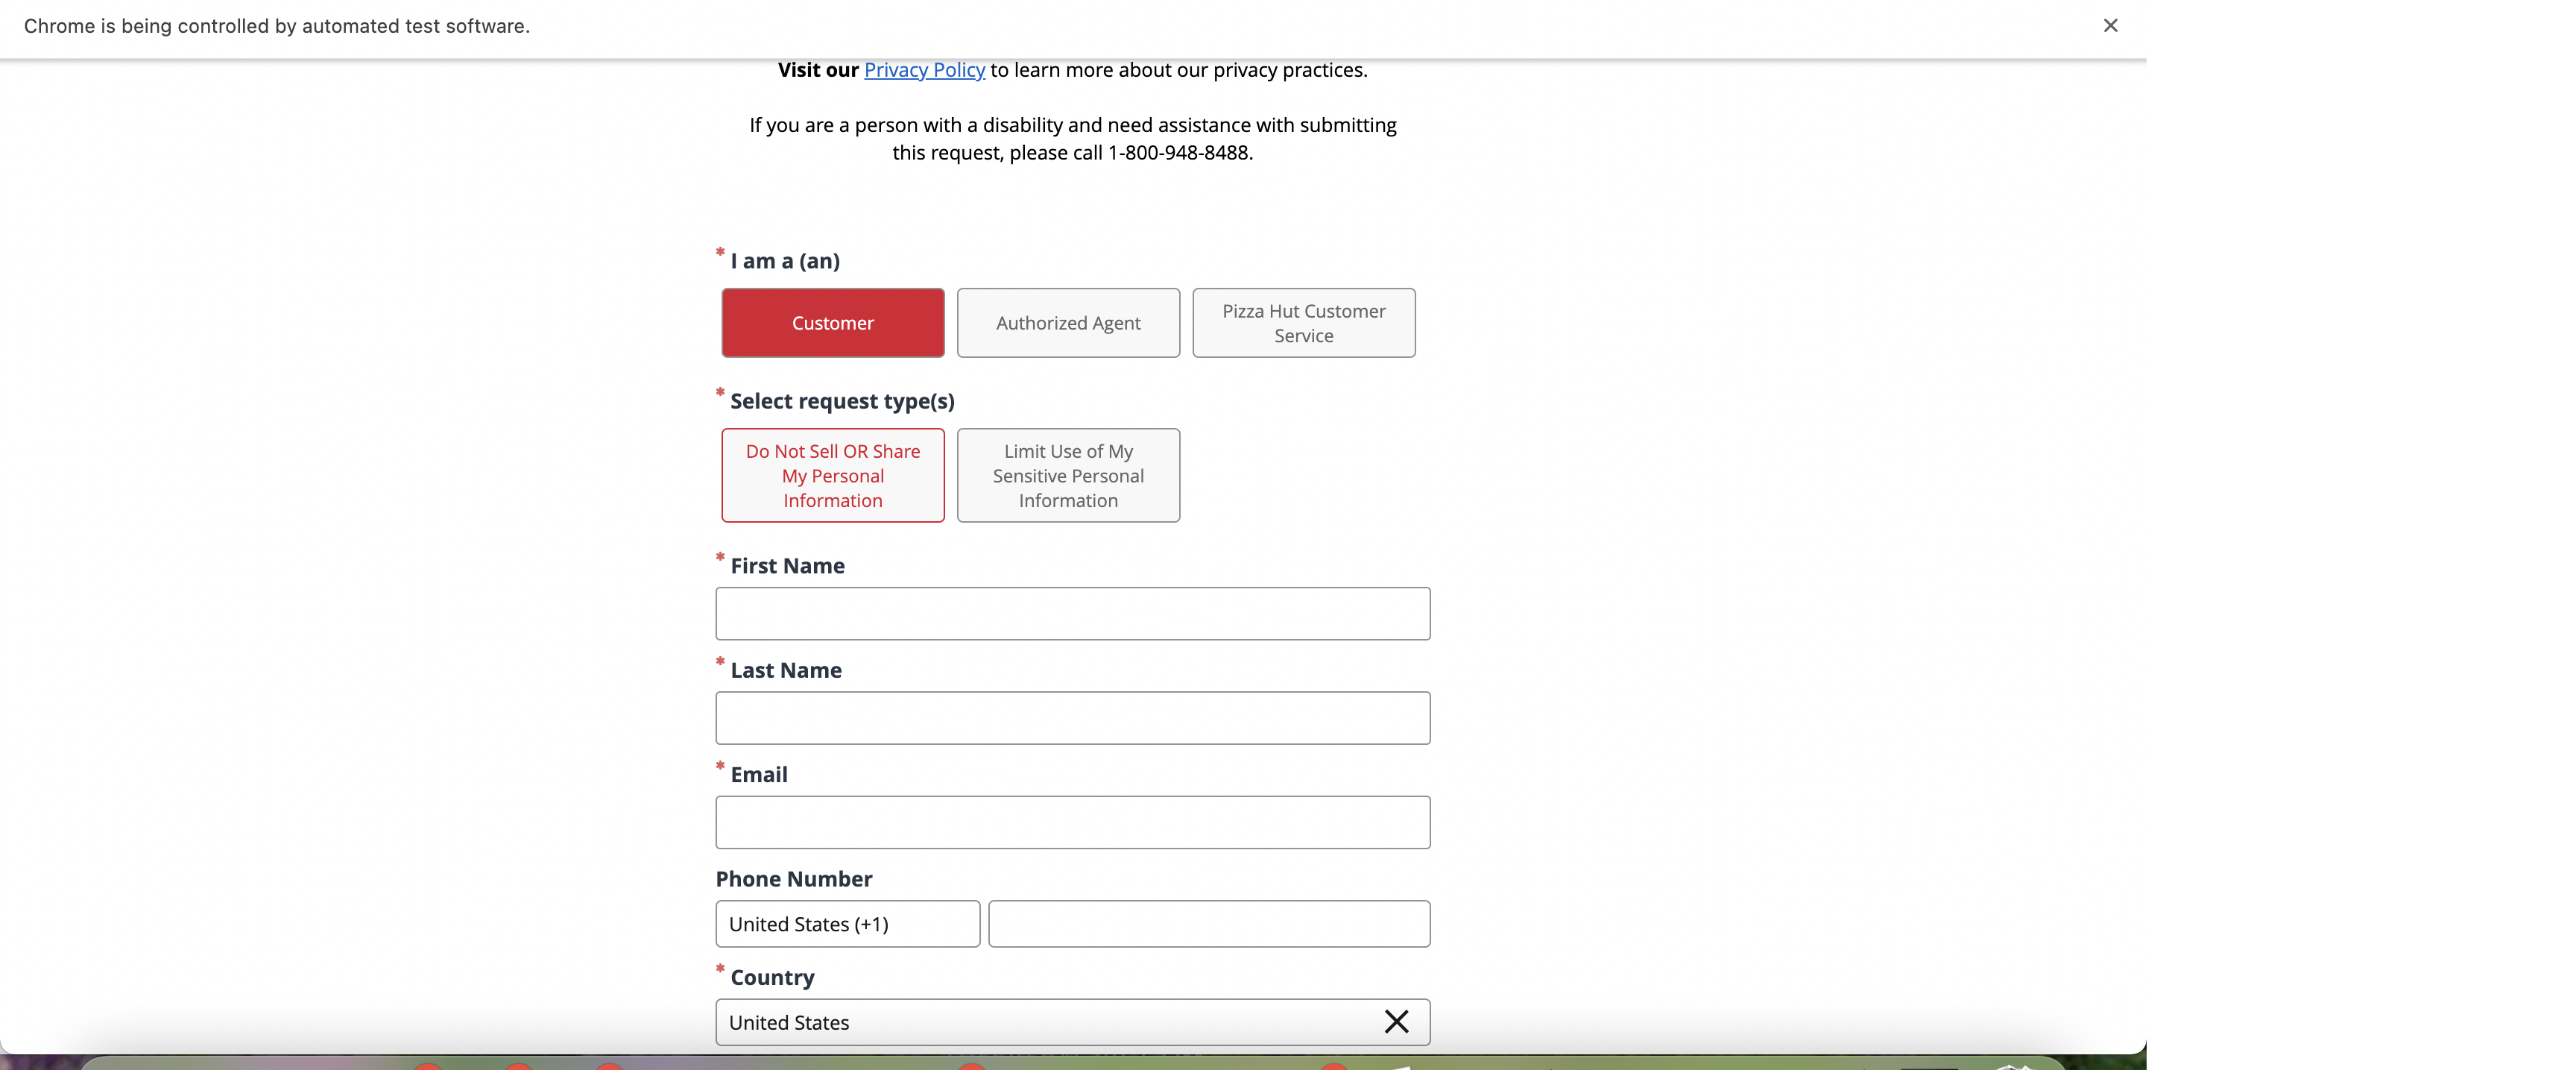 Chrome is being controlled by automated test software.
Visit our Privacy Policy to learn more about our privacy practices.
If you are a person with a disability and need assistance with submitting
this request, please call 1-800-948-8488.
* I am a (an)
Customer
Authorized Agent
Pizza Hut Customer
Service
* Select request type(s)
Do Not Sell OR Share
My Personal
Information
Limit Use of My
Sensitive Personal
Information
* First Name
* Last Name
* Email
Phone Number
United States (+1)
* Country
United States